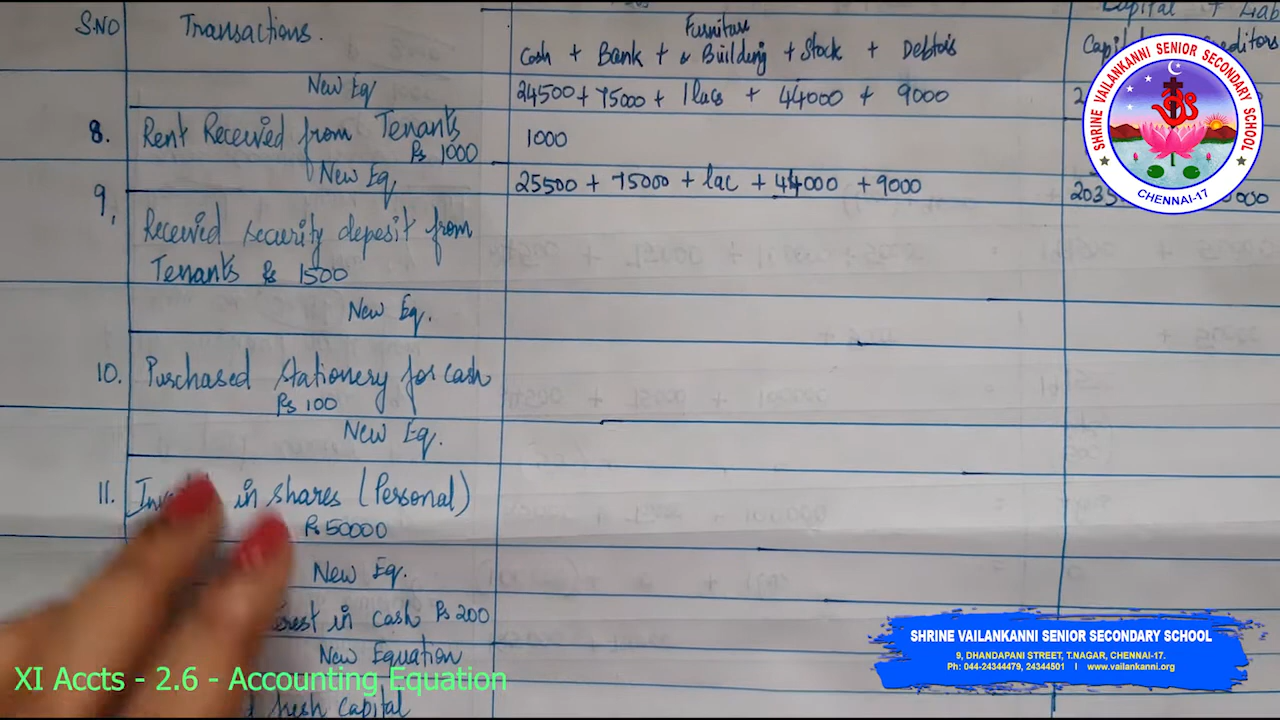 Capital + Liab
S.NO Transactions. Furniture
Cash + Bank + & Building + Stock + Debtors
New Eq 24500 + 75000 + 1 lacs + 44000 + 9000
8. Rent Received from Tenants 1000
Rs 1000
New Eq 25500 + 75000 + lac + 44000 + 9000
9. Received security deposit from
Tenants Rs 1500
New Eq.
10. Purchased Stationery for cash
Rs 100
New Eq.
11. in shares (Personal)
Rs 50000
New Eq.
in cash Rs 200
New Equation
fresh capital
SHRINE VAILANKANNI SENIOR SECONDARY SCHOOL
CHENNAI-17
SHRINE VAILANKANNI SENIOR SECONDARY SCHOOL
9, DHANDAPANI STREET, T.NAGAR, CHENNAI-17.
Ph: 044-24344479, 24344501 I www.vailankanni.org
XI Accts - 2.6 - Accounting Equation